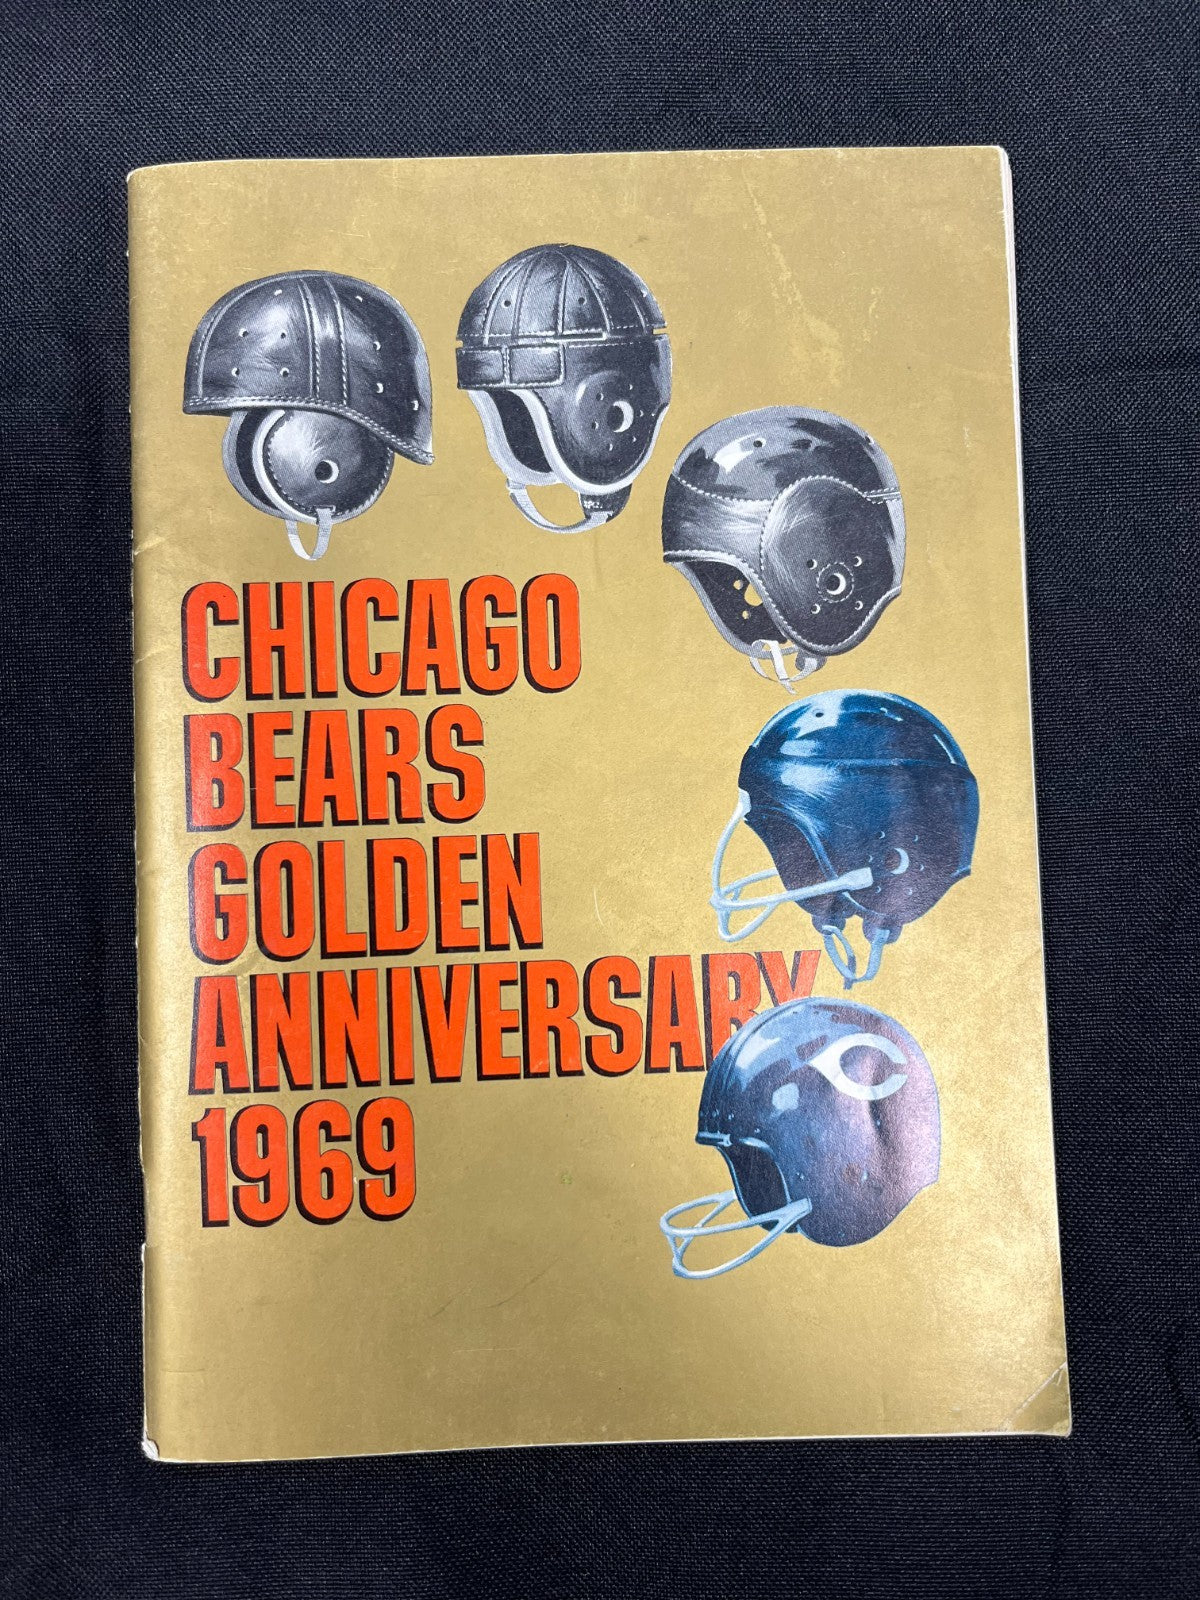 CHICAGO
BEARS
GOLDEN
ANNIVERSARY
1969
C